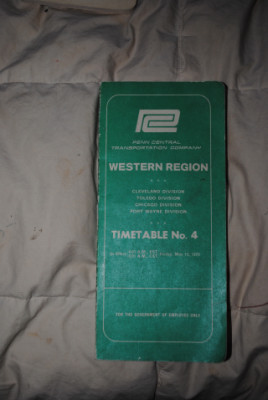 PENN CENTRAL
TRANSPORTATION COMPANY
WESTERN REGION
CLEVELAND DIVISION
TOLEDO DIVISION
CHICAGO DIVISION
FORT WAYNE DIVISION
TIMETABLE No. 4
FOR THE GOVERNMENT OF EMPLOYES ONLY